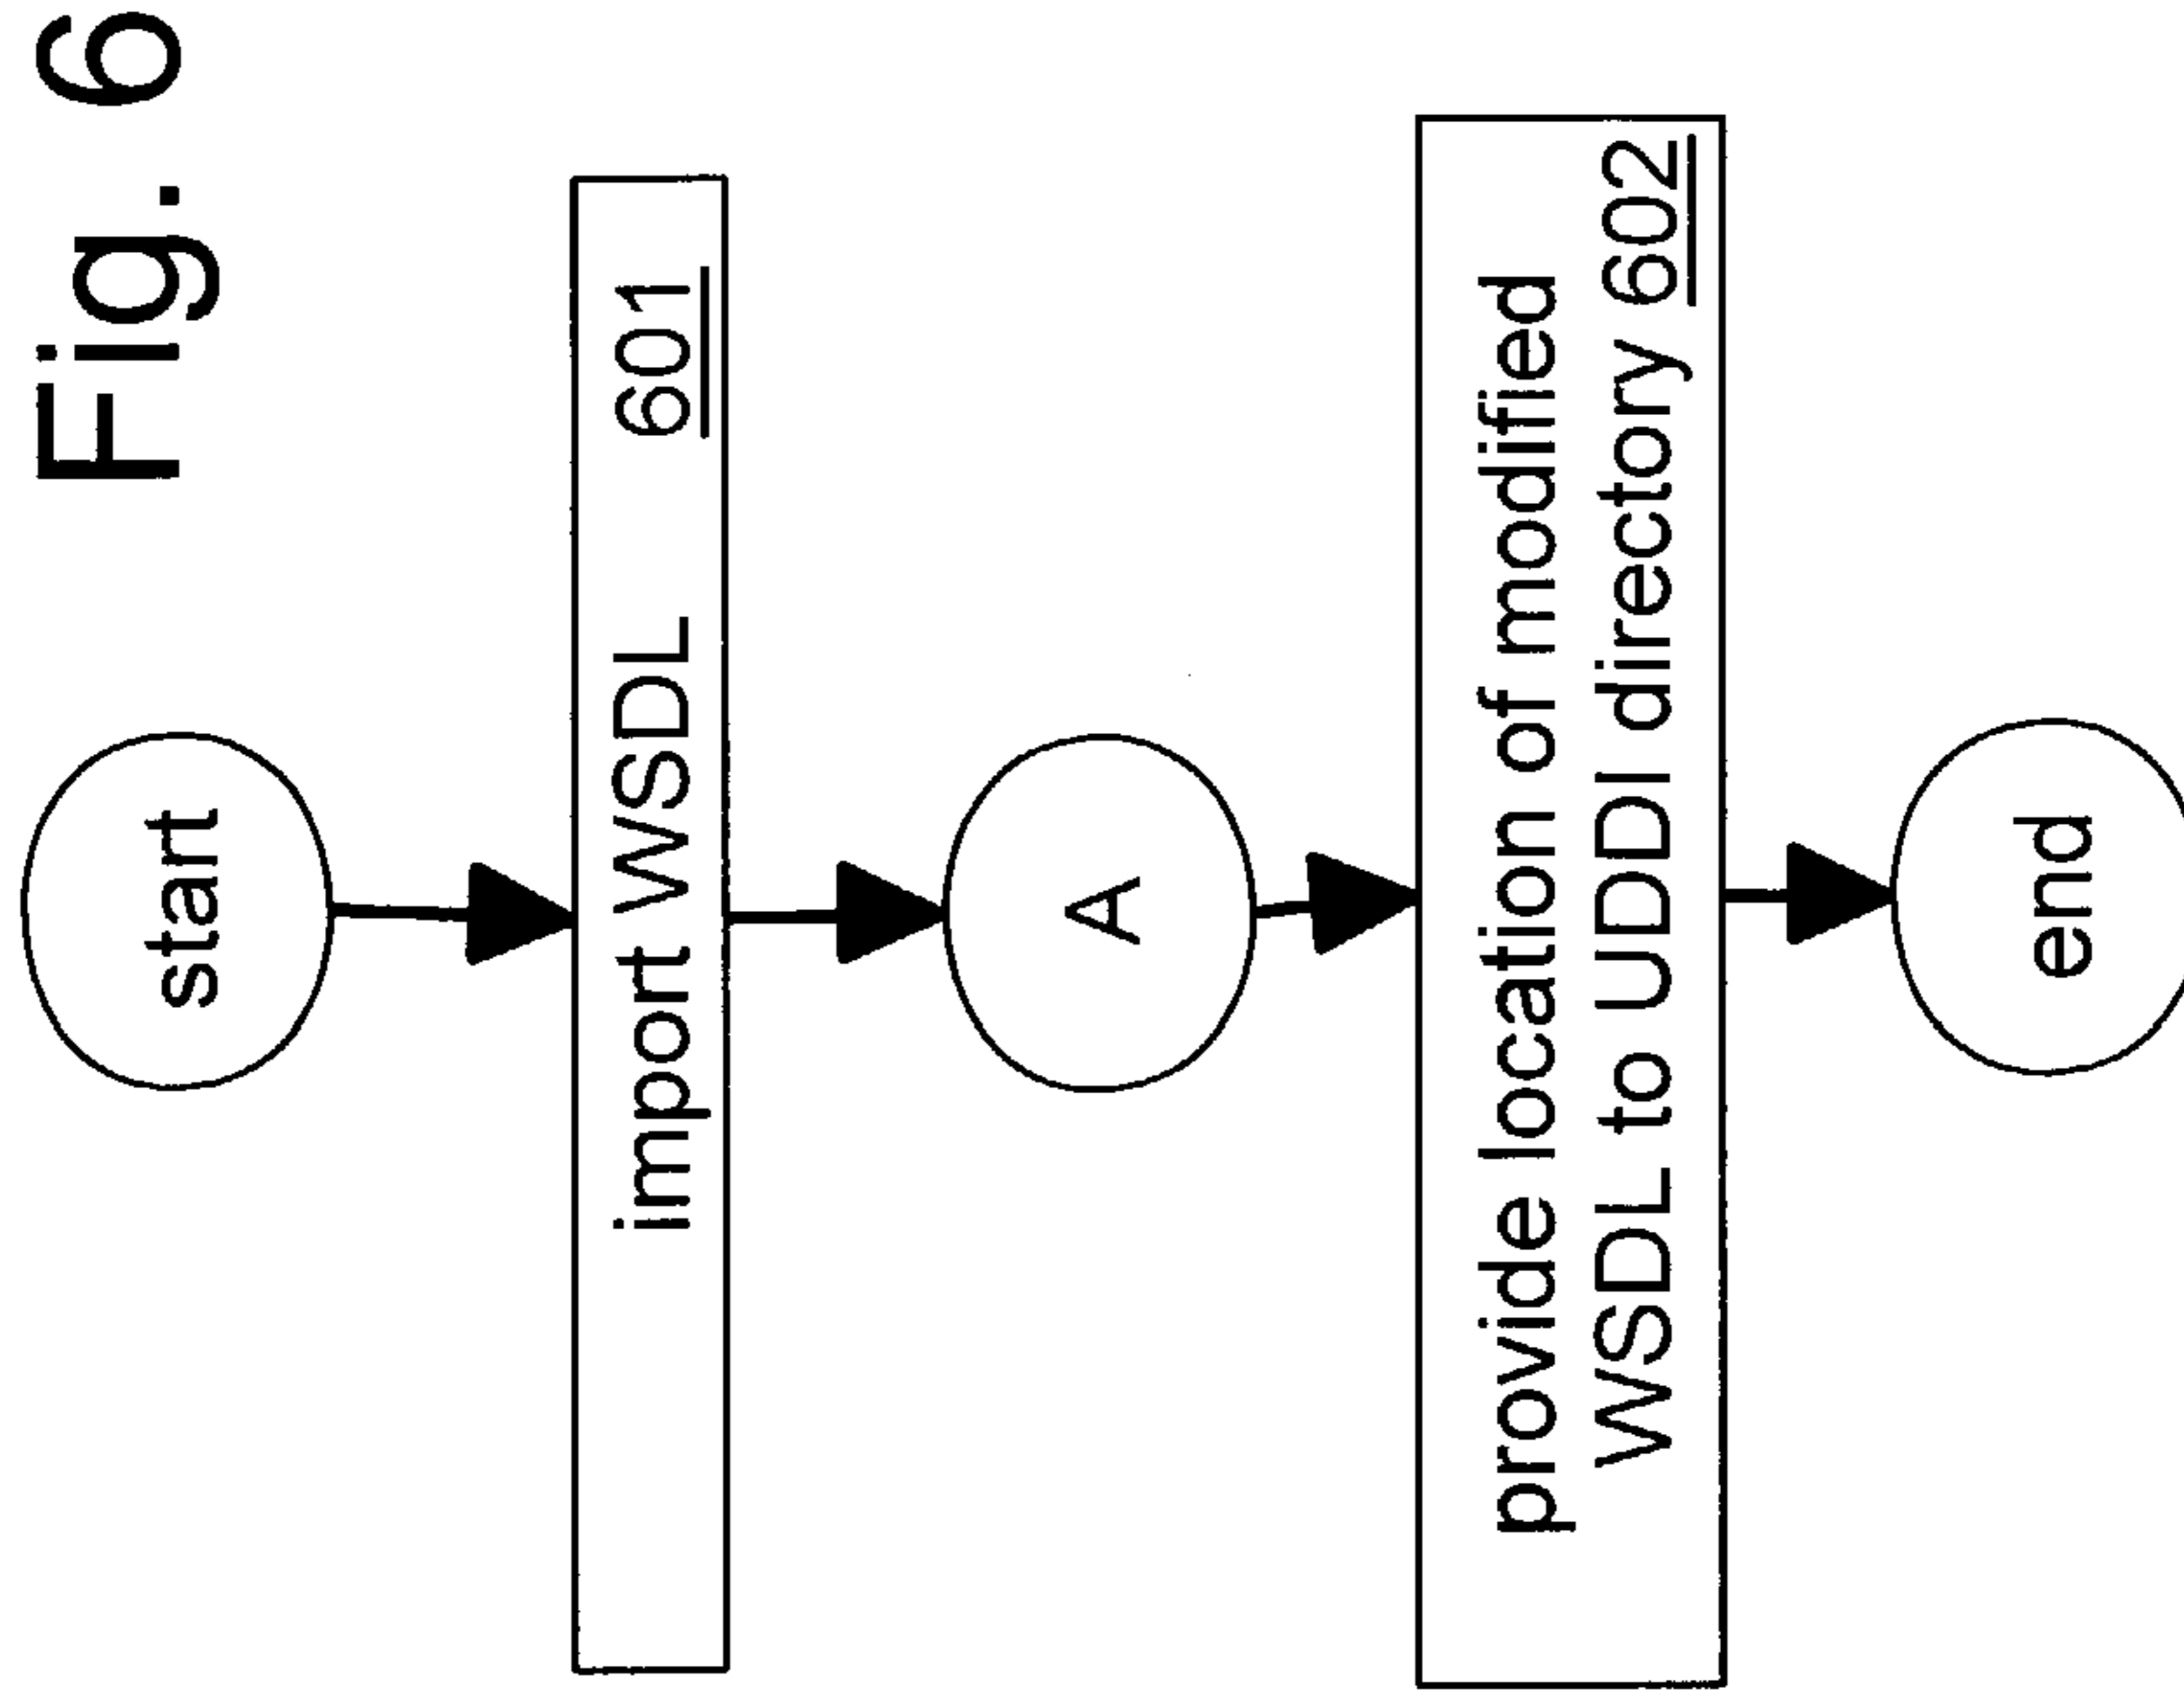 Fig. 6
start
import WSDL 601
A
provide location of modified
WSDL to UDDI directory 602
end